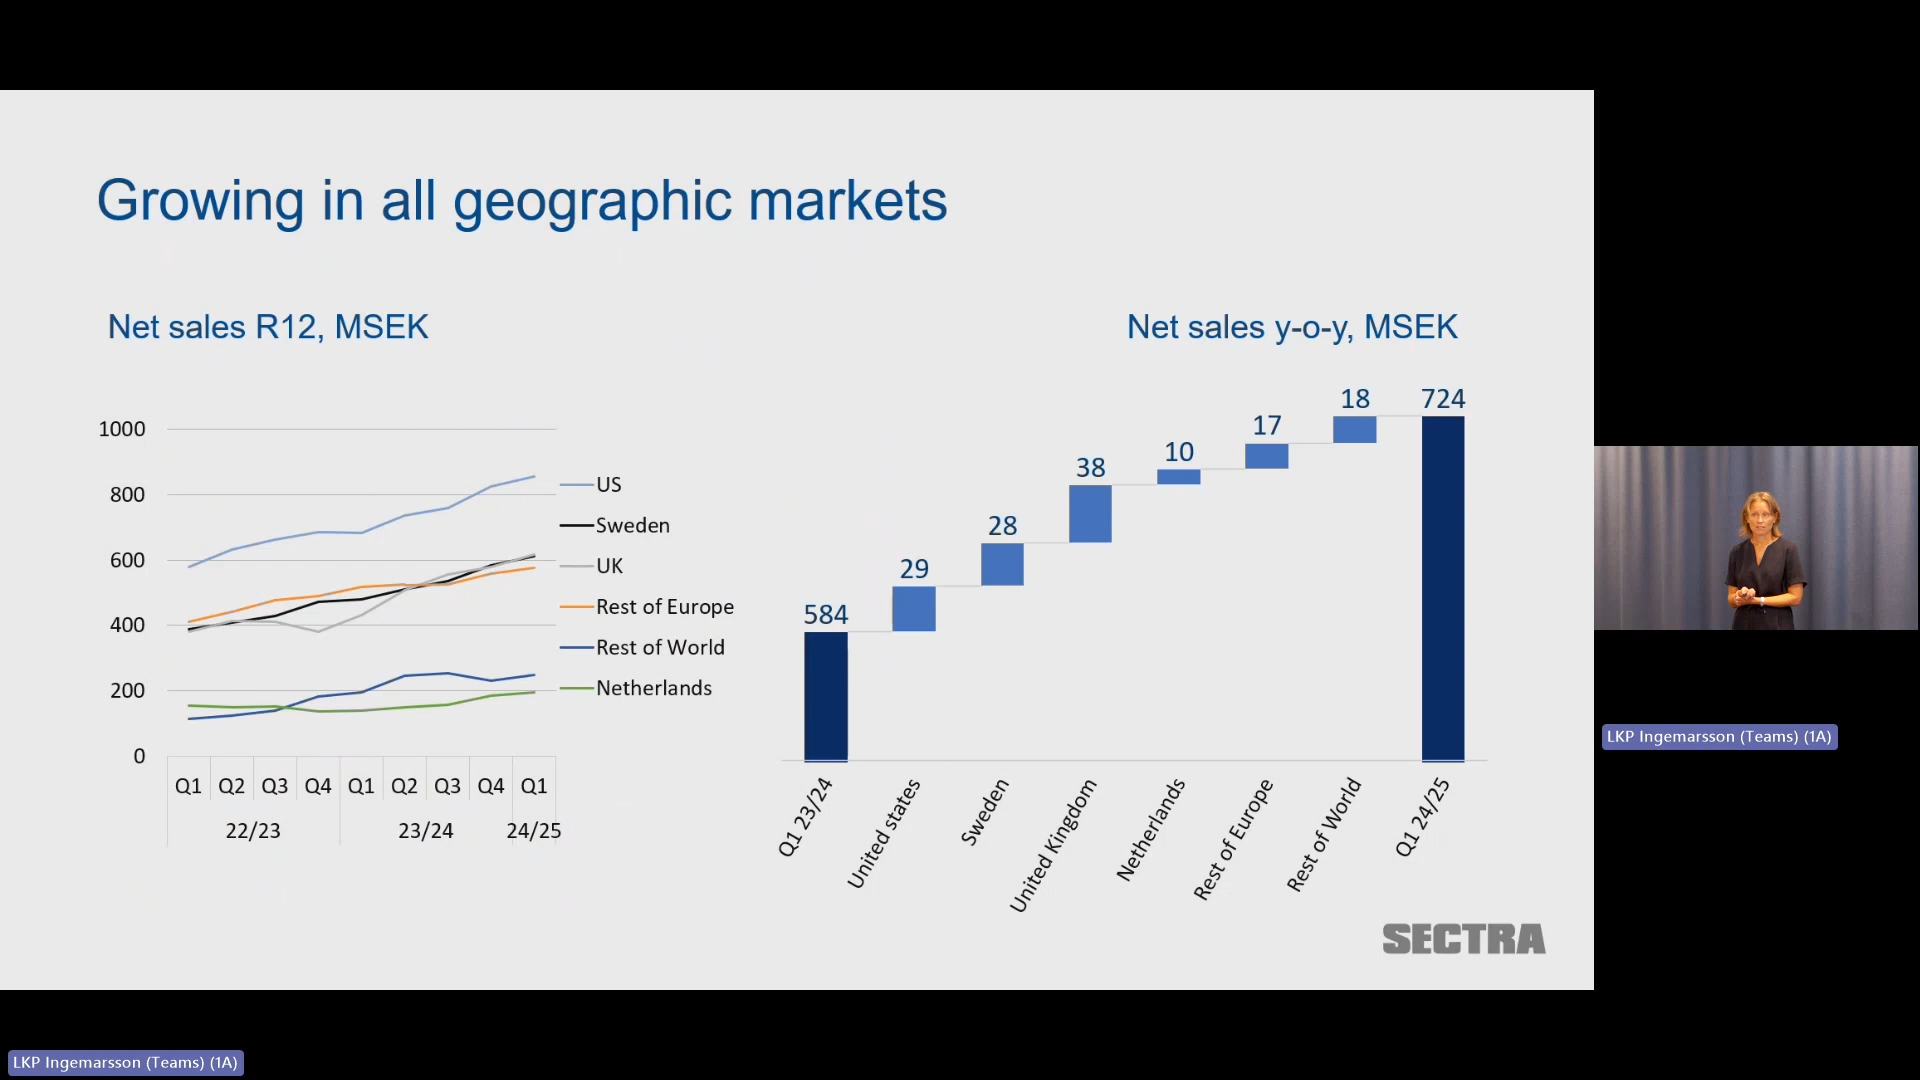 Growing in all geographic markets
Net sales R12, MSEK
1000
800
600
400
200
0
Q1 Q2 Q3 Q4 Q1 Q2 Q3 Q4 Q1
22/23 23/24 24/25
US
Sweden
UK
Rest of Europe
Rest of World
Netherlands
Net sales y-o-y, MSEK
584
29
28
38
10
17
18
724
Q1 23/24
United states
Sweden
United Kingdom
Netherlands
Rest of Europe
Rest of World
Q1 24/25
SECTRA
LKP Ingemarsson (Teams) (1A)
LKP Ingemarsson (Teams) (1A)